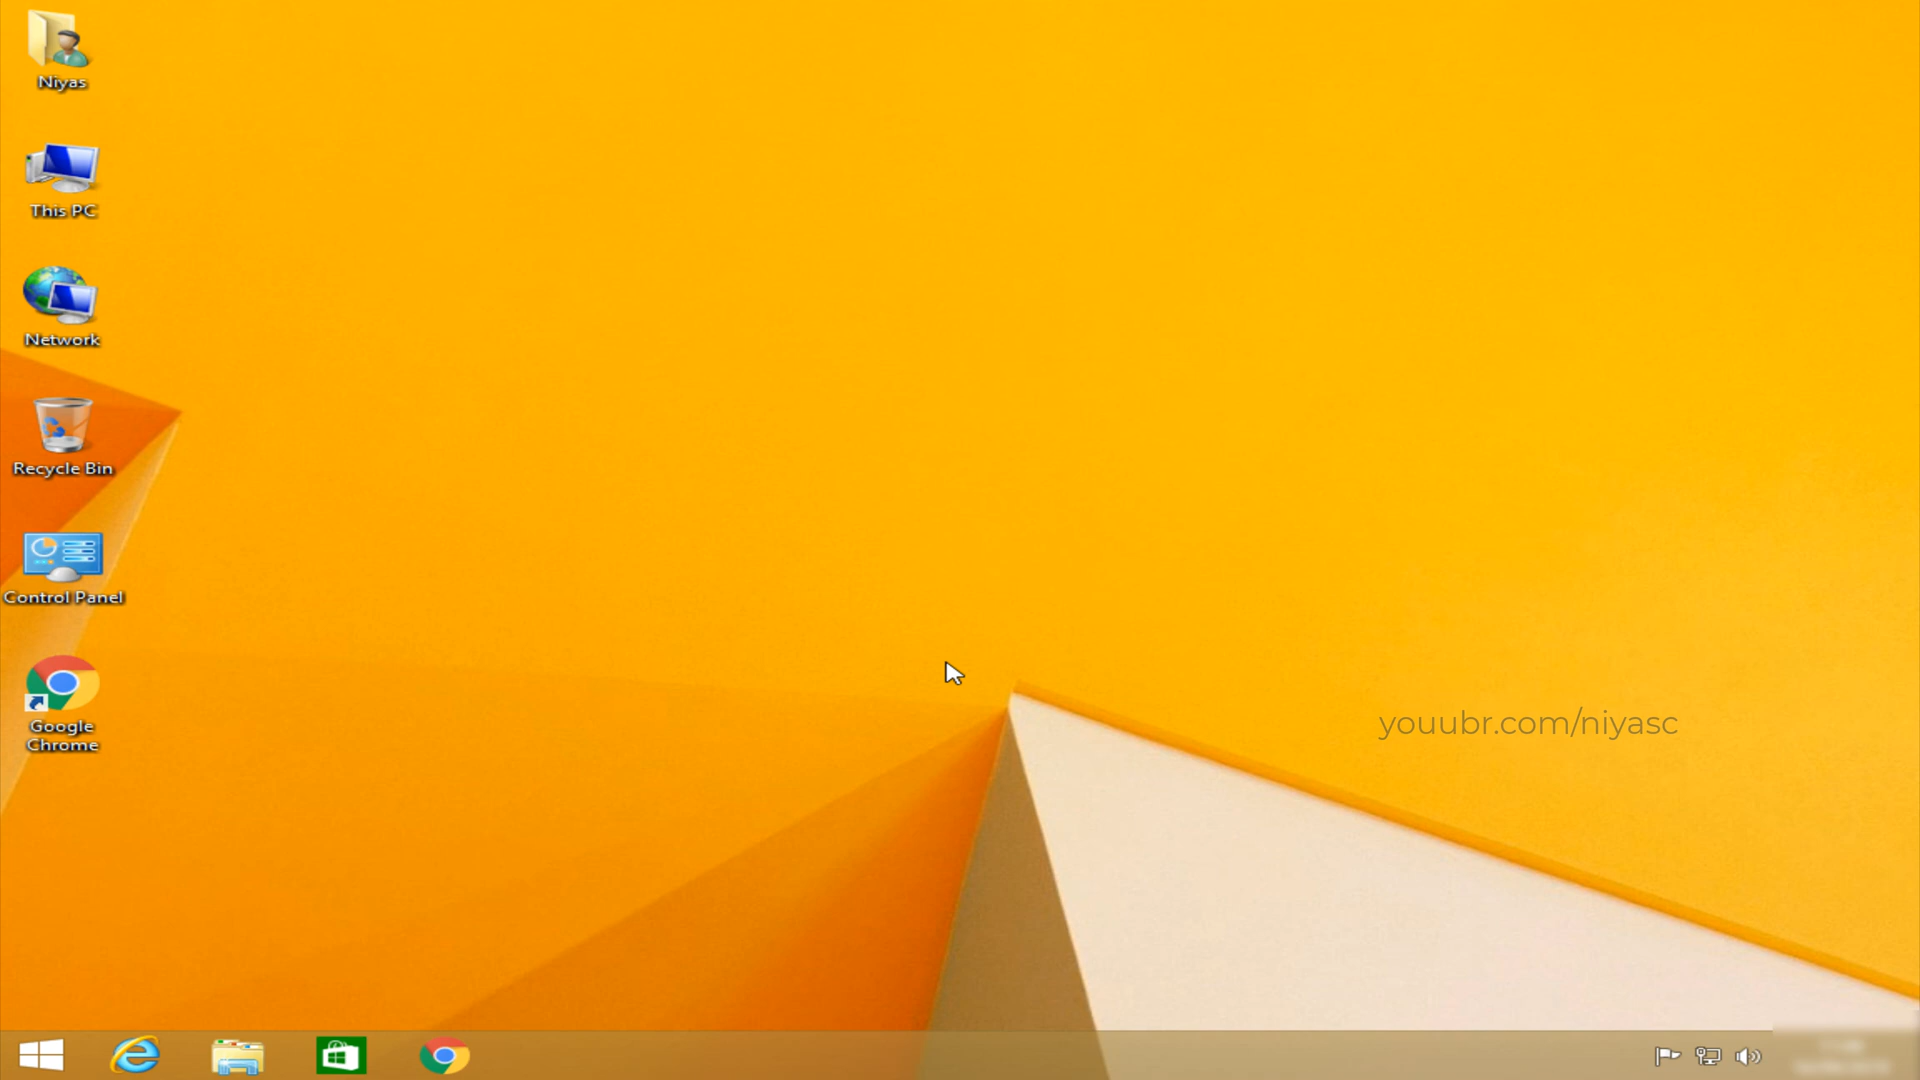 Niyas
This PC
Network
Recycle Bin
Control Panel
Google
Chrome
youubr.com/niyasc